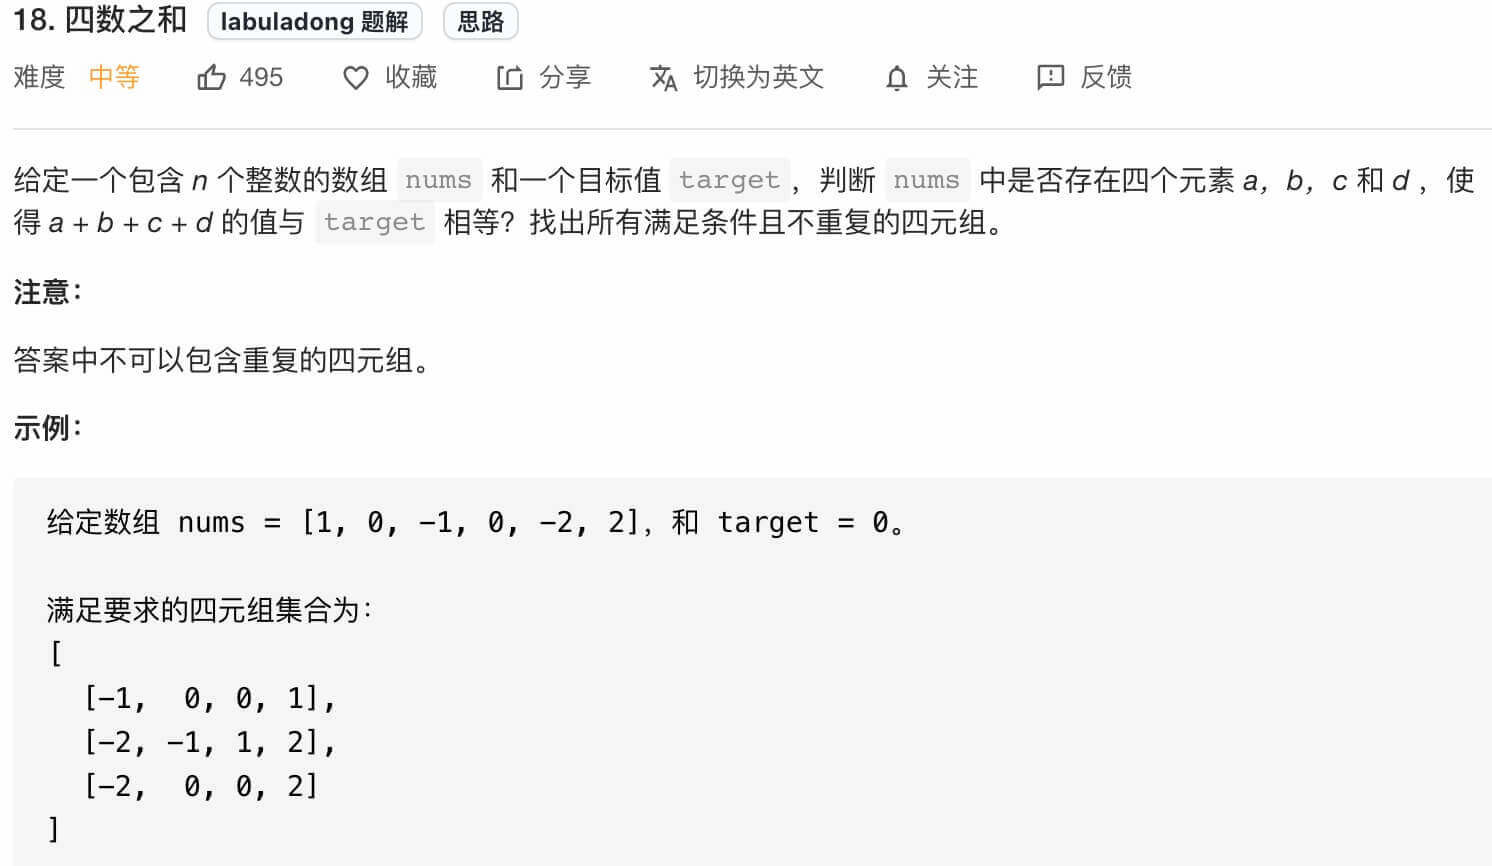 18. 四数之和 labuladong 题解 思路
难度 中等 495 收藏 分享 切换为英文 关注 反馈
给定一个包含 n 个整数的数组 nums 和一个目标值 target，判断 nums 中是否存在四个元素 a，b，c 和 d ，使
得 a + b + c + d 的值与 target 相等？找出所有满足条件且不重复的四元组。
注意：
答案中不可以包含重复的四元组。
示例：
给定数组 nums = [1, 0, -1, 0, -2, 2]，和 target = 0。
满足要求的四元组集合为：
[
[-1,  0, 0, 1],
[-2, -1, 1, 2],
[-2,  0, 0, 2]
]